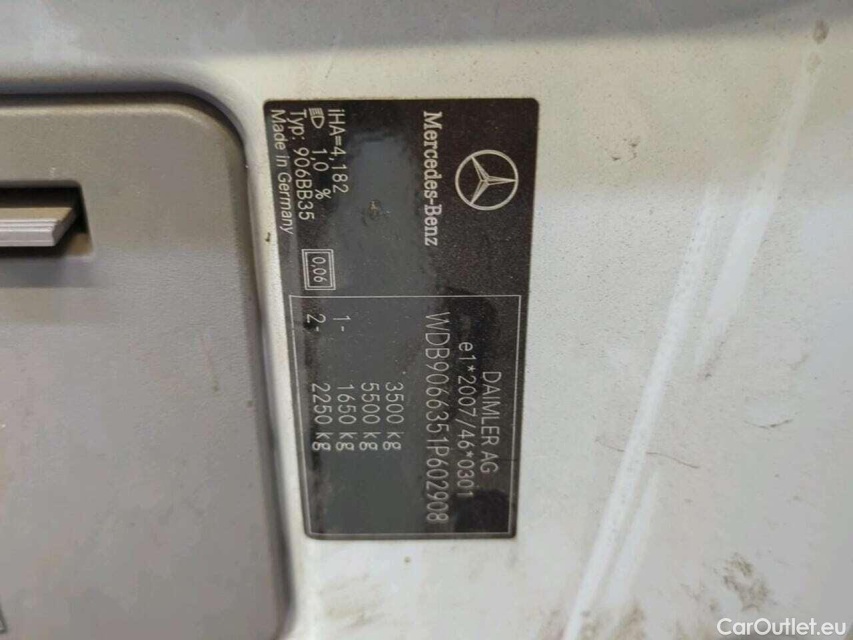 Mercedes-Benz
iHA=4,182
1,0 %
Typ: 906BB35
Made in Germany
0,06
DAIMLER AG
e1*2007/46*0301
WDB9066351P602908
3500 kg
5500 kg
1- 1650 kg
2- 2250 kg
CarOutlet.eu